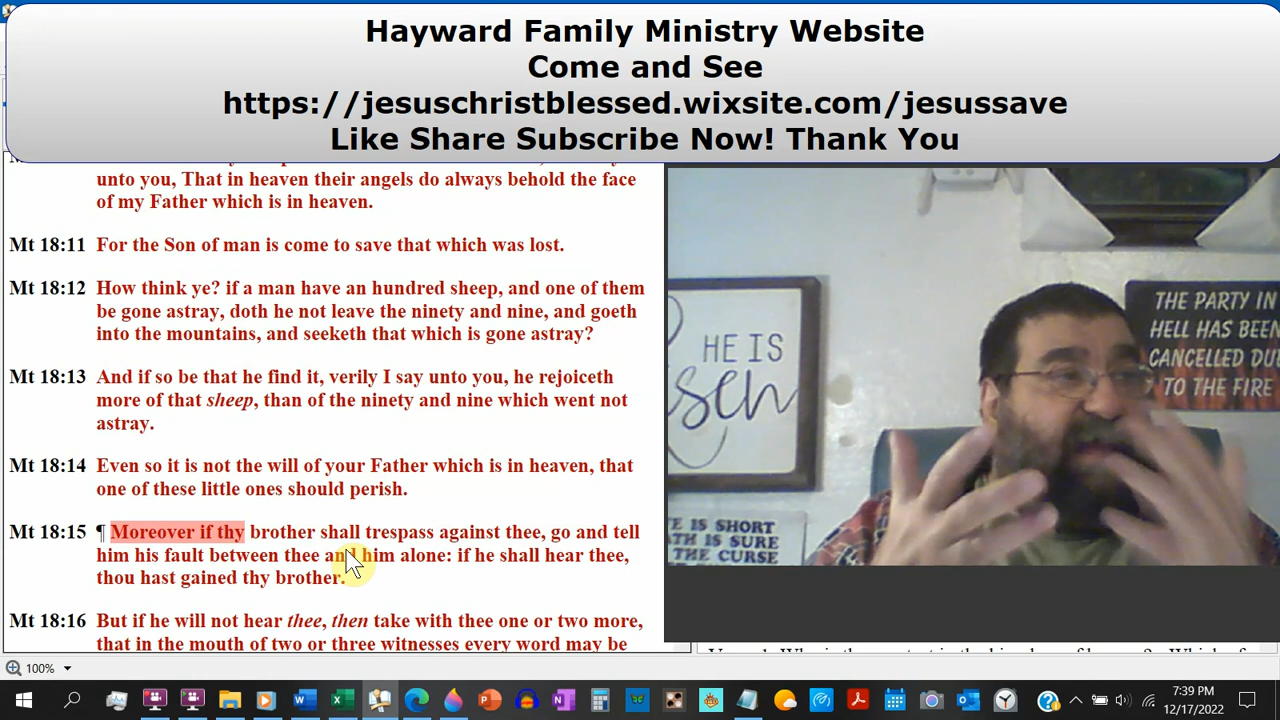 Hayward Family Ministry Website
Come and See
https://jesuschristblessed.wixsite.com/jesussave
Like Share Subscribe Now! Thank You
unto you, That in heaven their angels do always behold the face
of my Father which is in heaven.
Mt 18:11 For the Son of man is come to save that which was lost.
Mt 18:12 How think ye? if a man have an hundred sheep, and one of them
be gone astray, doth he not leave the ninety and nine, and goeth
into the mountains, and seeketh that which is gone astray?
Mt 18:13 And if so be that he find it, verily I say unto you, he rejoiceth
more of that sheep, than of the ninety and nine which went not
astray.
Mt 18:14 Even so it is not the will of your Father which is in heaven, that
one of these little ones should perish.
Mt 18:15 ¶ Moreover if thy brother shall trespass against thee, go and tell
him his fault between thee and him alone: if he shall hear thee,
thou hast gained thy brother.
Mt 18:16 But if he will not hear thee, then take with thee one or two more,
that in the mouth of two or three witnesses every word may be
HE IS
Risen
THE PARTY IN
HELL HAS BEEN
CANCELLED DUE
TO THE FIRE
IS SHORT
IS SURE
THE CURSE
100%
7:39 PM
12/17/2022